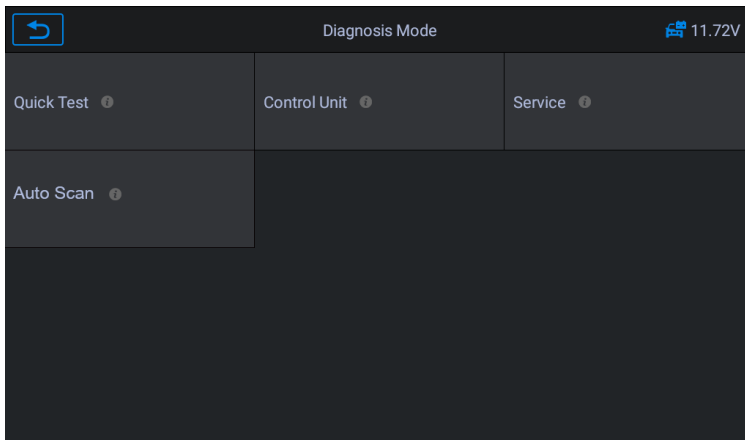 Diagnosis Mode
11.72V
Quick Test
Control Unit
Service
Auto Scan